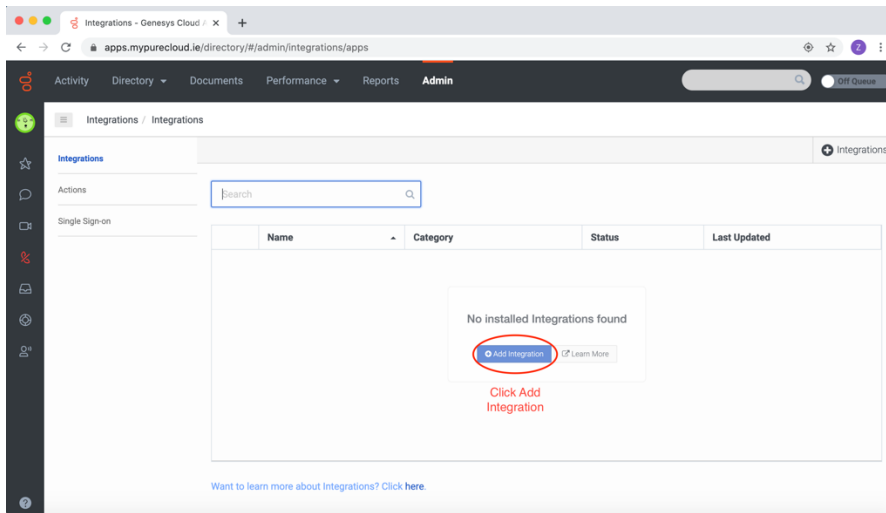 Integrations - Genesys Cloud
apps.mypurecloud.ie/directory/#/admin/integrations/apps
Z
Activity Directory Documents Performance Reports Admin Off Queue
Integrations / Integrations
Integrations
Integrations
Actions
Search
Single Sign-on
Name Category Status Last Updated
No installed Integrations found
Add Integration Learn More
Click Add
Integration
Want to learn more about Integrations? Click here.